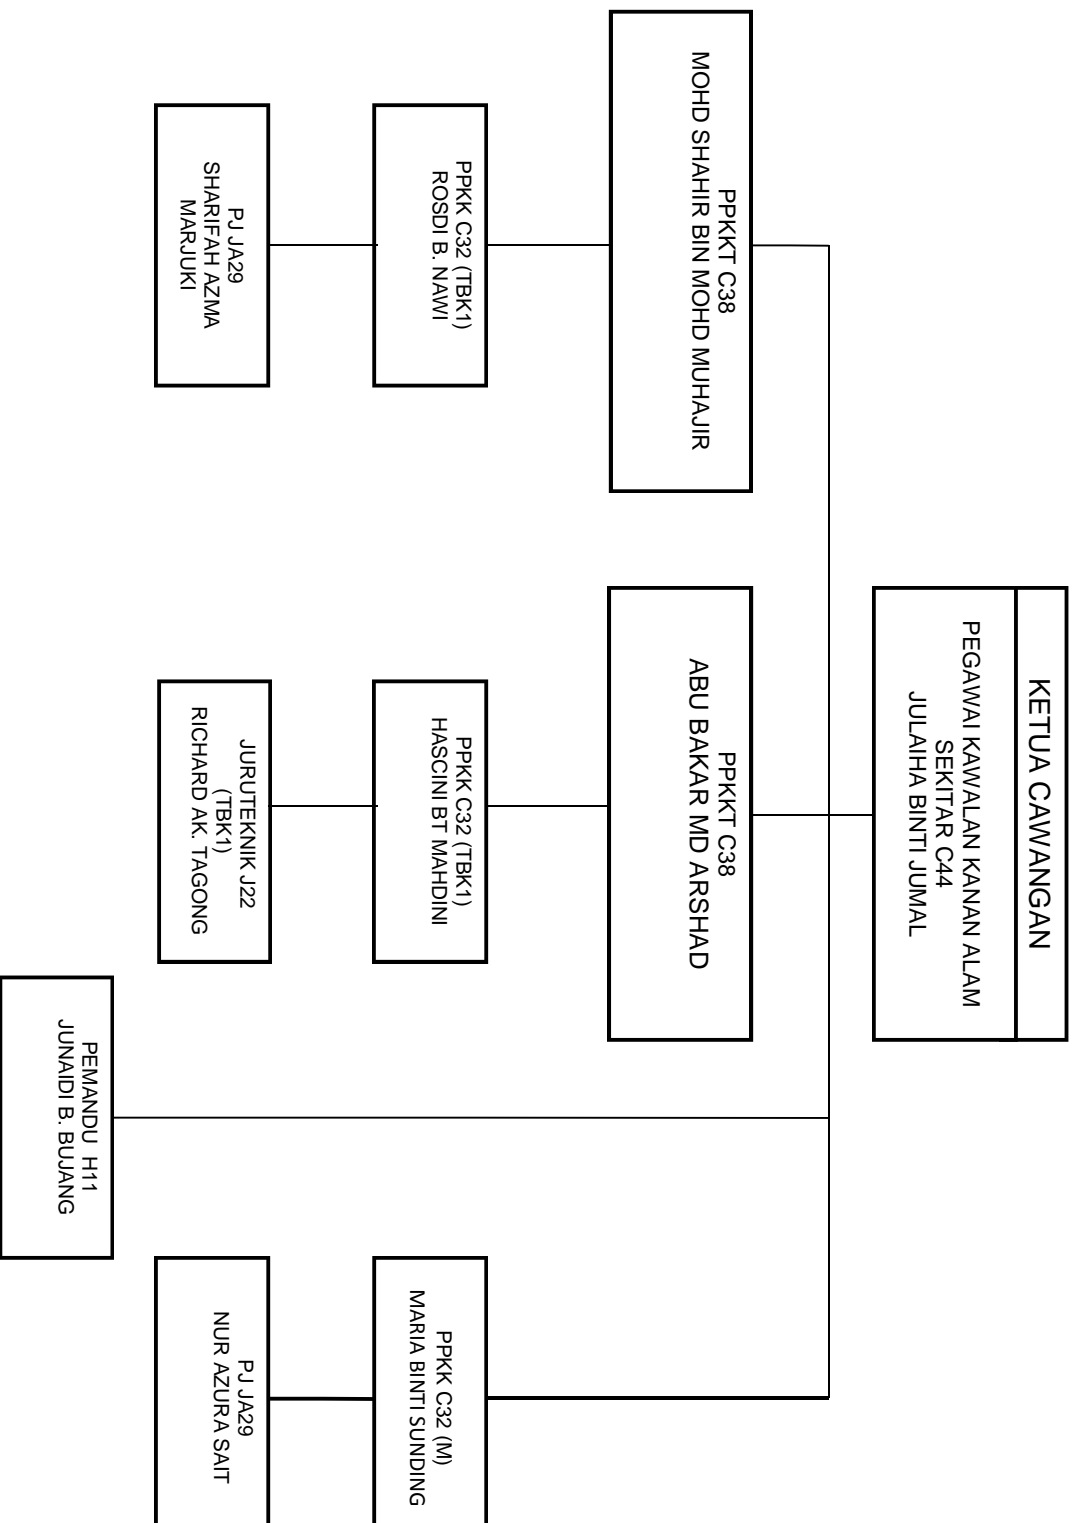 KETUA CAWANGAN
PEGAWAI KAWALAN KANAN ALAM
SEKITAR C44
JULAIHA BINTI JUMAL
PPKKT C38
MOHD SHAHIR BIN MOHD MUHAJIR
PPKKT C38
ABU BAKAR MD ARSHAD
PPKK C32 (TBK1)
ROSDI B. NAWI
PPKK C32 (TBK1)
HASCINI BT MAHDINI
PPKK C32 (M)
MARIA BINTI SUNDING
PJ JA29
SHARIFAH AZMA
MARJUKI
JURUTEKNIK J22
(TBK1)
RICHARD AK. TAGONG
PJ JA29
NUR AZURA SAIT
PEMANDU  H11
JUNAIDI B. BUJANG